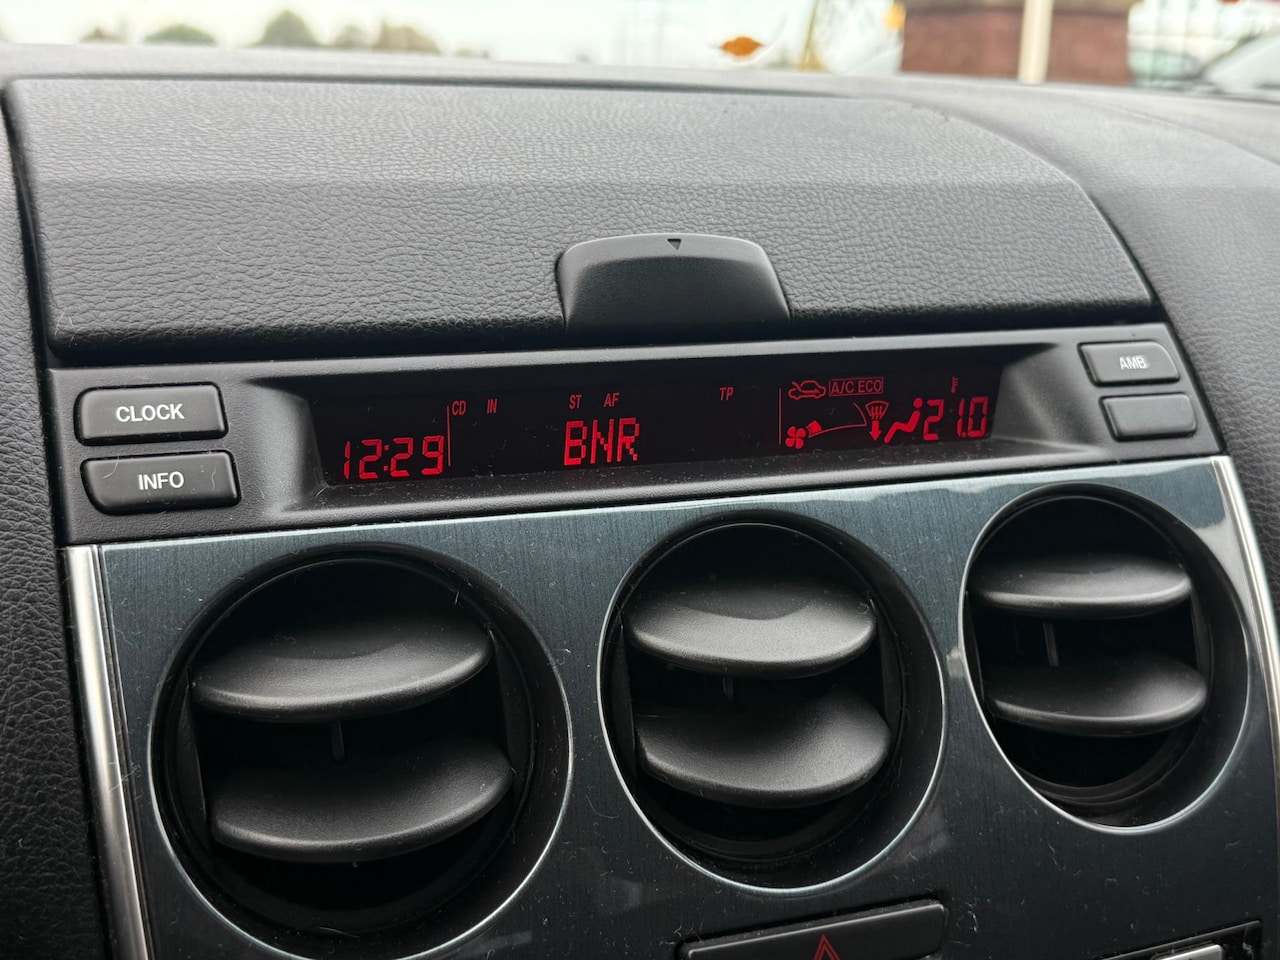 CLOCK
INFO
CD IN ST AF TP A/C ECO
12:29 BNR 21.0
AMB